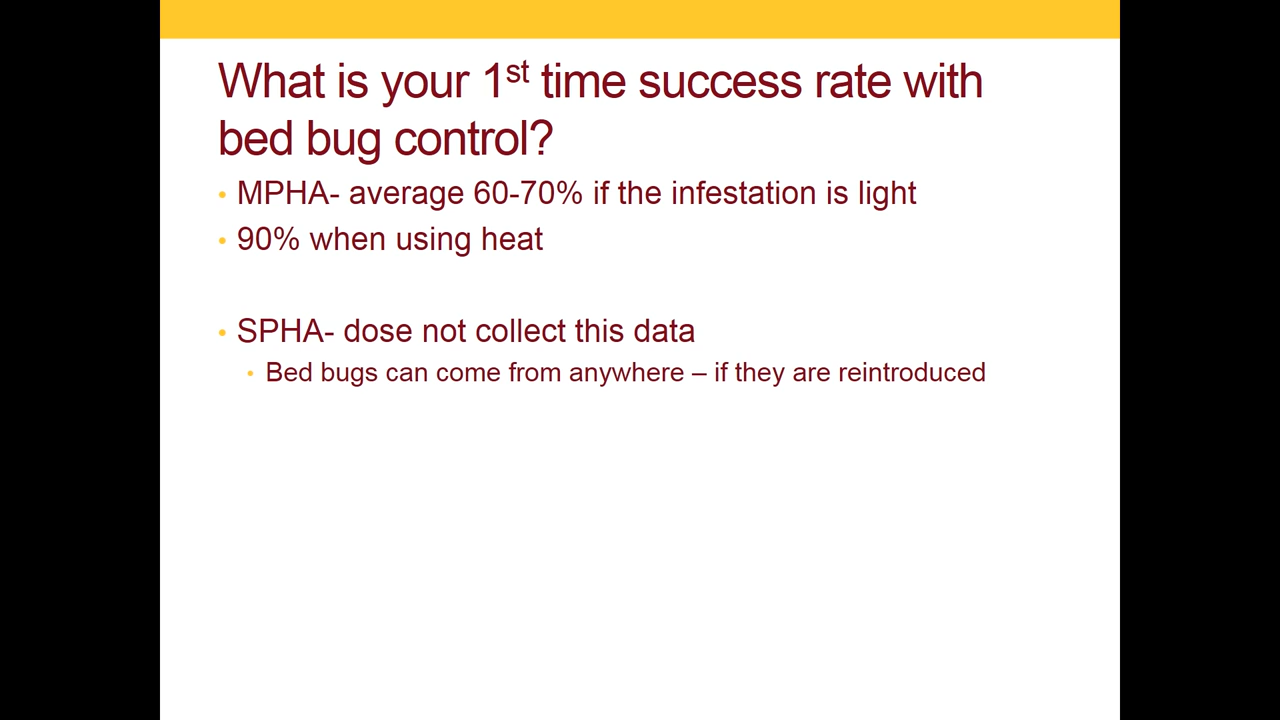 What is your 1st time success rate with
bed bug control?
• MPHA- average 60-70% if the infestation is light
• 90% when using heat
• SPHA- dose not collect this data
• Bed bugs can come from anywhere – if they are reintroduced